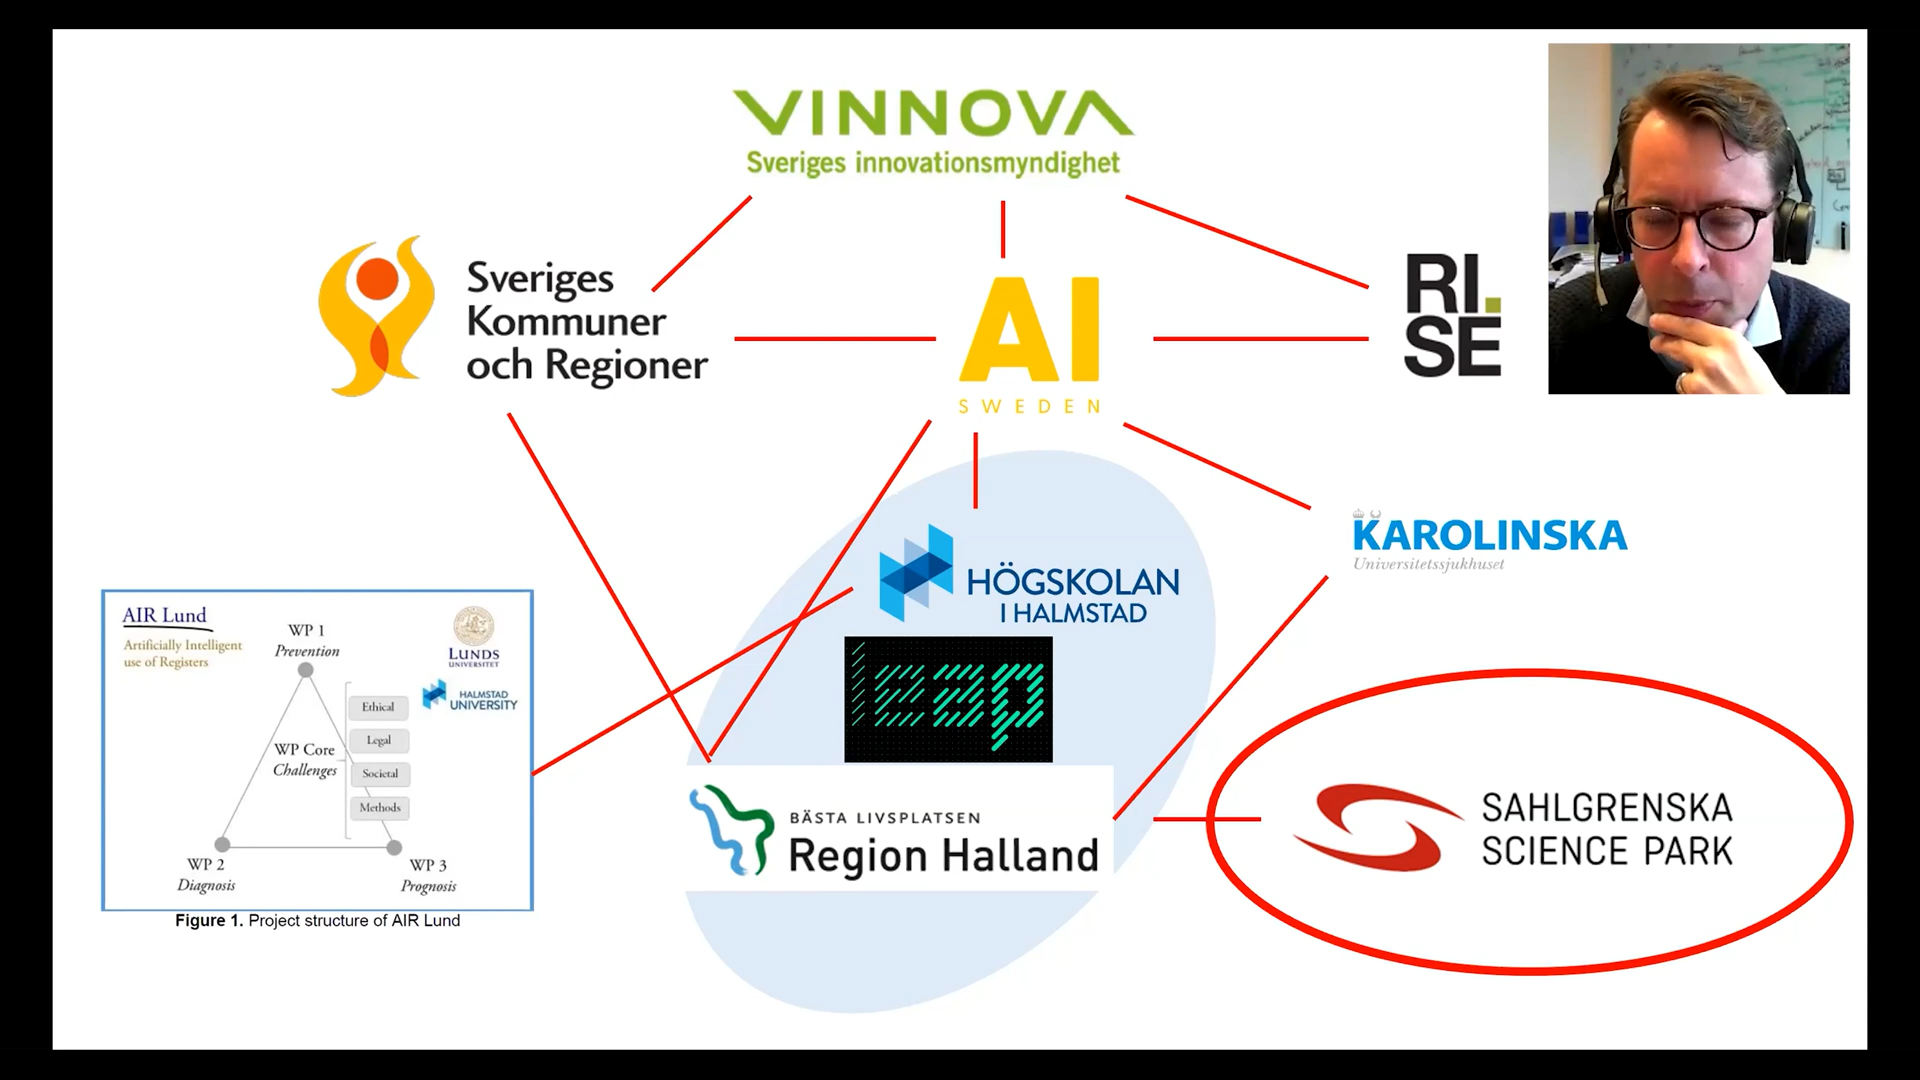 VINNOVA
Sveriges innovationsmyndighet
Sveriges
Kommuner
och Regioner
AI
SWEDEN
RI.
SE
HÖGSKOLAN
I HALMSTAD
leap
KAROLINSKA
Universitetssjukhuset
BÄSTA LIVSPLATSEN
Region Halland
SAHLGRENSKA
SCIENCE PARK
AIR Lund
Artificially Intelligent
use of Registers
WP 1
Prevention
LUNDS
UNIVERSITET
HALMSTAD
UNIVERSITY
Ethical
Legal
WP Core
Challenges
Societal
Methods
WP 2
Diagnosis
WP 3
Prognosis
Figure 1. Project structure of AIR Lund